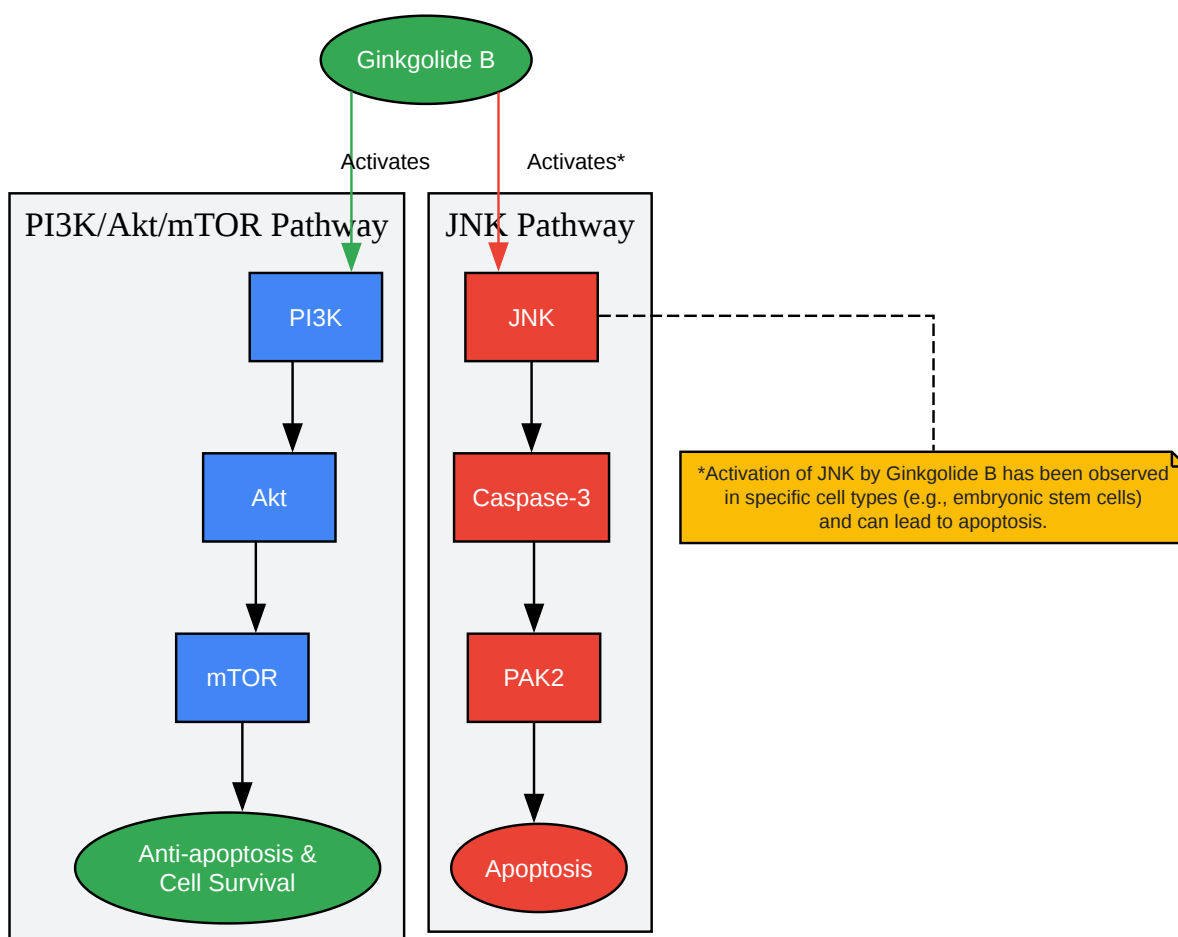 Ginkgolide B
Activates
Activates*
PI3K/Akt/mTOR Pathway
JNK Pathway
PI3K
JNK
Akt
Caspase-3
*Activation of JNK by Ginkgolide B has been observed
in specific cell types (e.g., embryonic stem cells)
and can lead to apoptosis.
mTOR
PAK2
Anti-apoptosis &
Cell Survival
Apoptosis